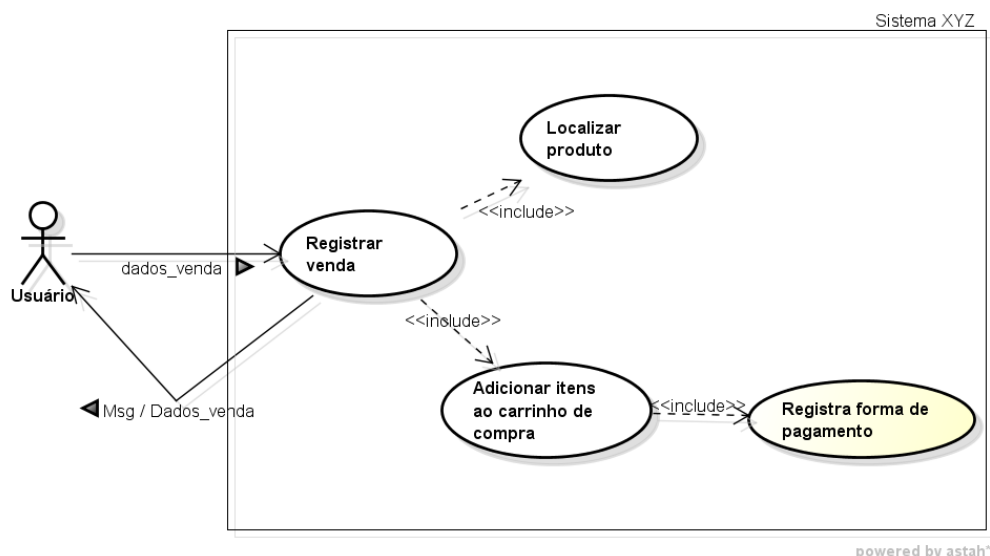 Sistema XYZ
Localizar
produto
<<include>>
Registrar
venda
dados_venda
Usuário
<<include>>
Adicionar itens
ao carrinho de
compra
<<include>>
Registra forma de
pagamento
Msg / Dados_venda
powered by astah*